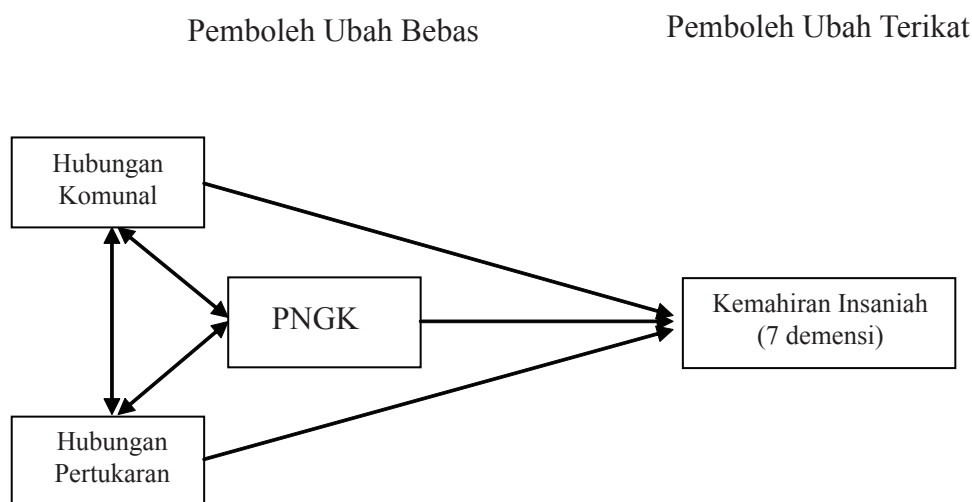 Pemboleh Ubah Bebas
Pemboleh Ubah Terikat
Hubungan
Komunal
PNGK
Kemahiran Insaniah
(7 demensi)
Hubungan
Pertukaran